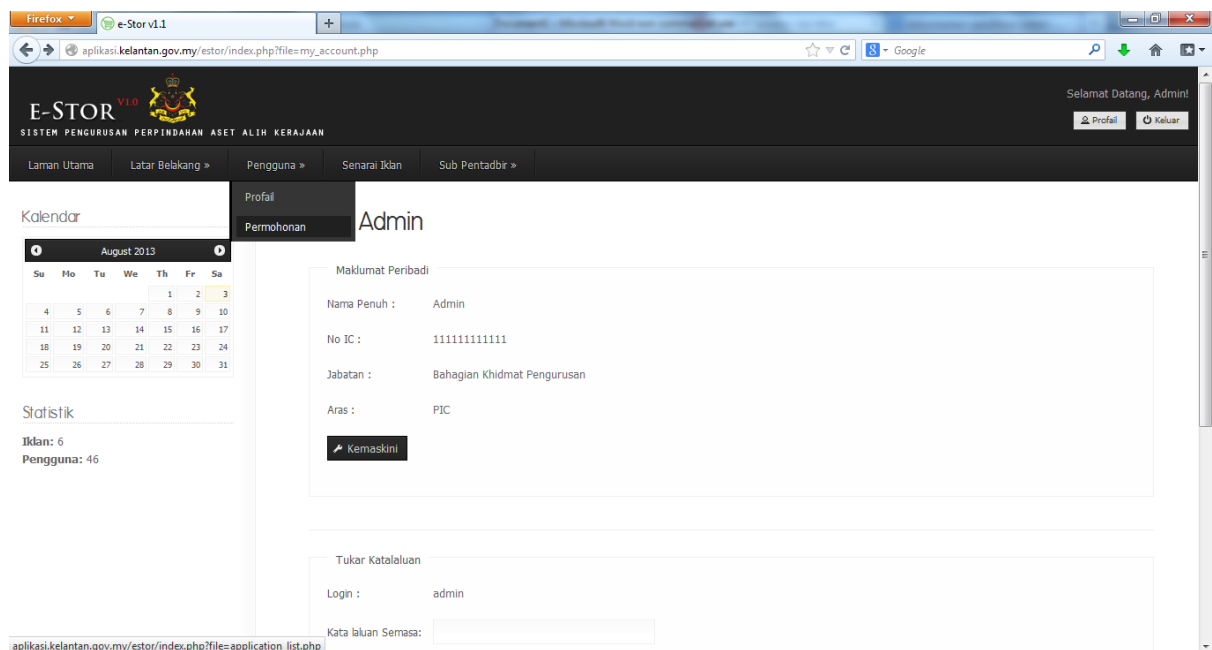 Firefox
e-Stor v1.1
aplikasi.kelantan.gov.my/estor/index.php?file=my_account.php
Google
E-STOR V1.0
SISTEM PENGURUSAN PERPINDAHAN ASET ALIH KERAJAAN
Selamat Datang, Admin!
Profail
Keluar
Laman Utama
Latar Belakang »
Pengguna »
Senarai Iklan
Sub Pentadbir »
Profail
Permohonan
Kalendar
August 2013
Su Mo Tu We Th Fr Sa
1 2 3
4 5 6 7 8 9 10
11 12 13 14 15 16 17
18 19 20 21 22 23 24
25 26 27 28 29 30 31
Statistik
Iklan: 6
Pengguna: 46
Admin
Maklumat Peribadi
Nama Penuh : Admin
No IC : 111111111111
Jabatan : Bahagian Khidmat Pengurusan
Aras : PIC
Kemaskini
Tukar Katalaluan
Login : admin
Kata laluan Semasa:
aplikasi.kelantan.gov.my/estor/index.php?file=application_list.php